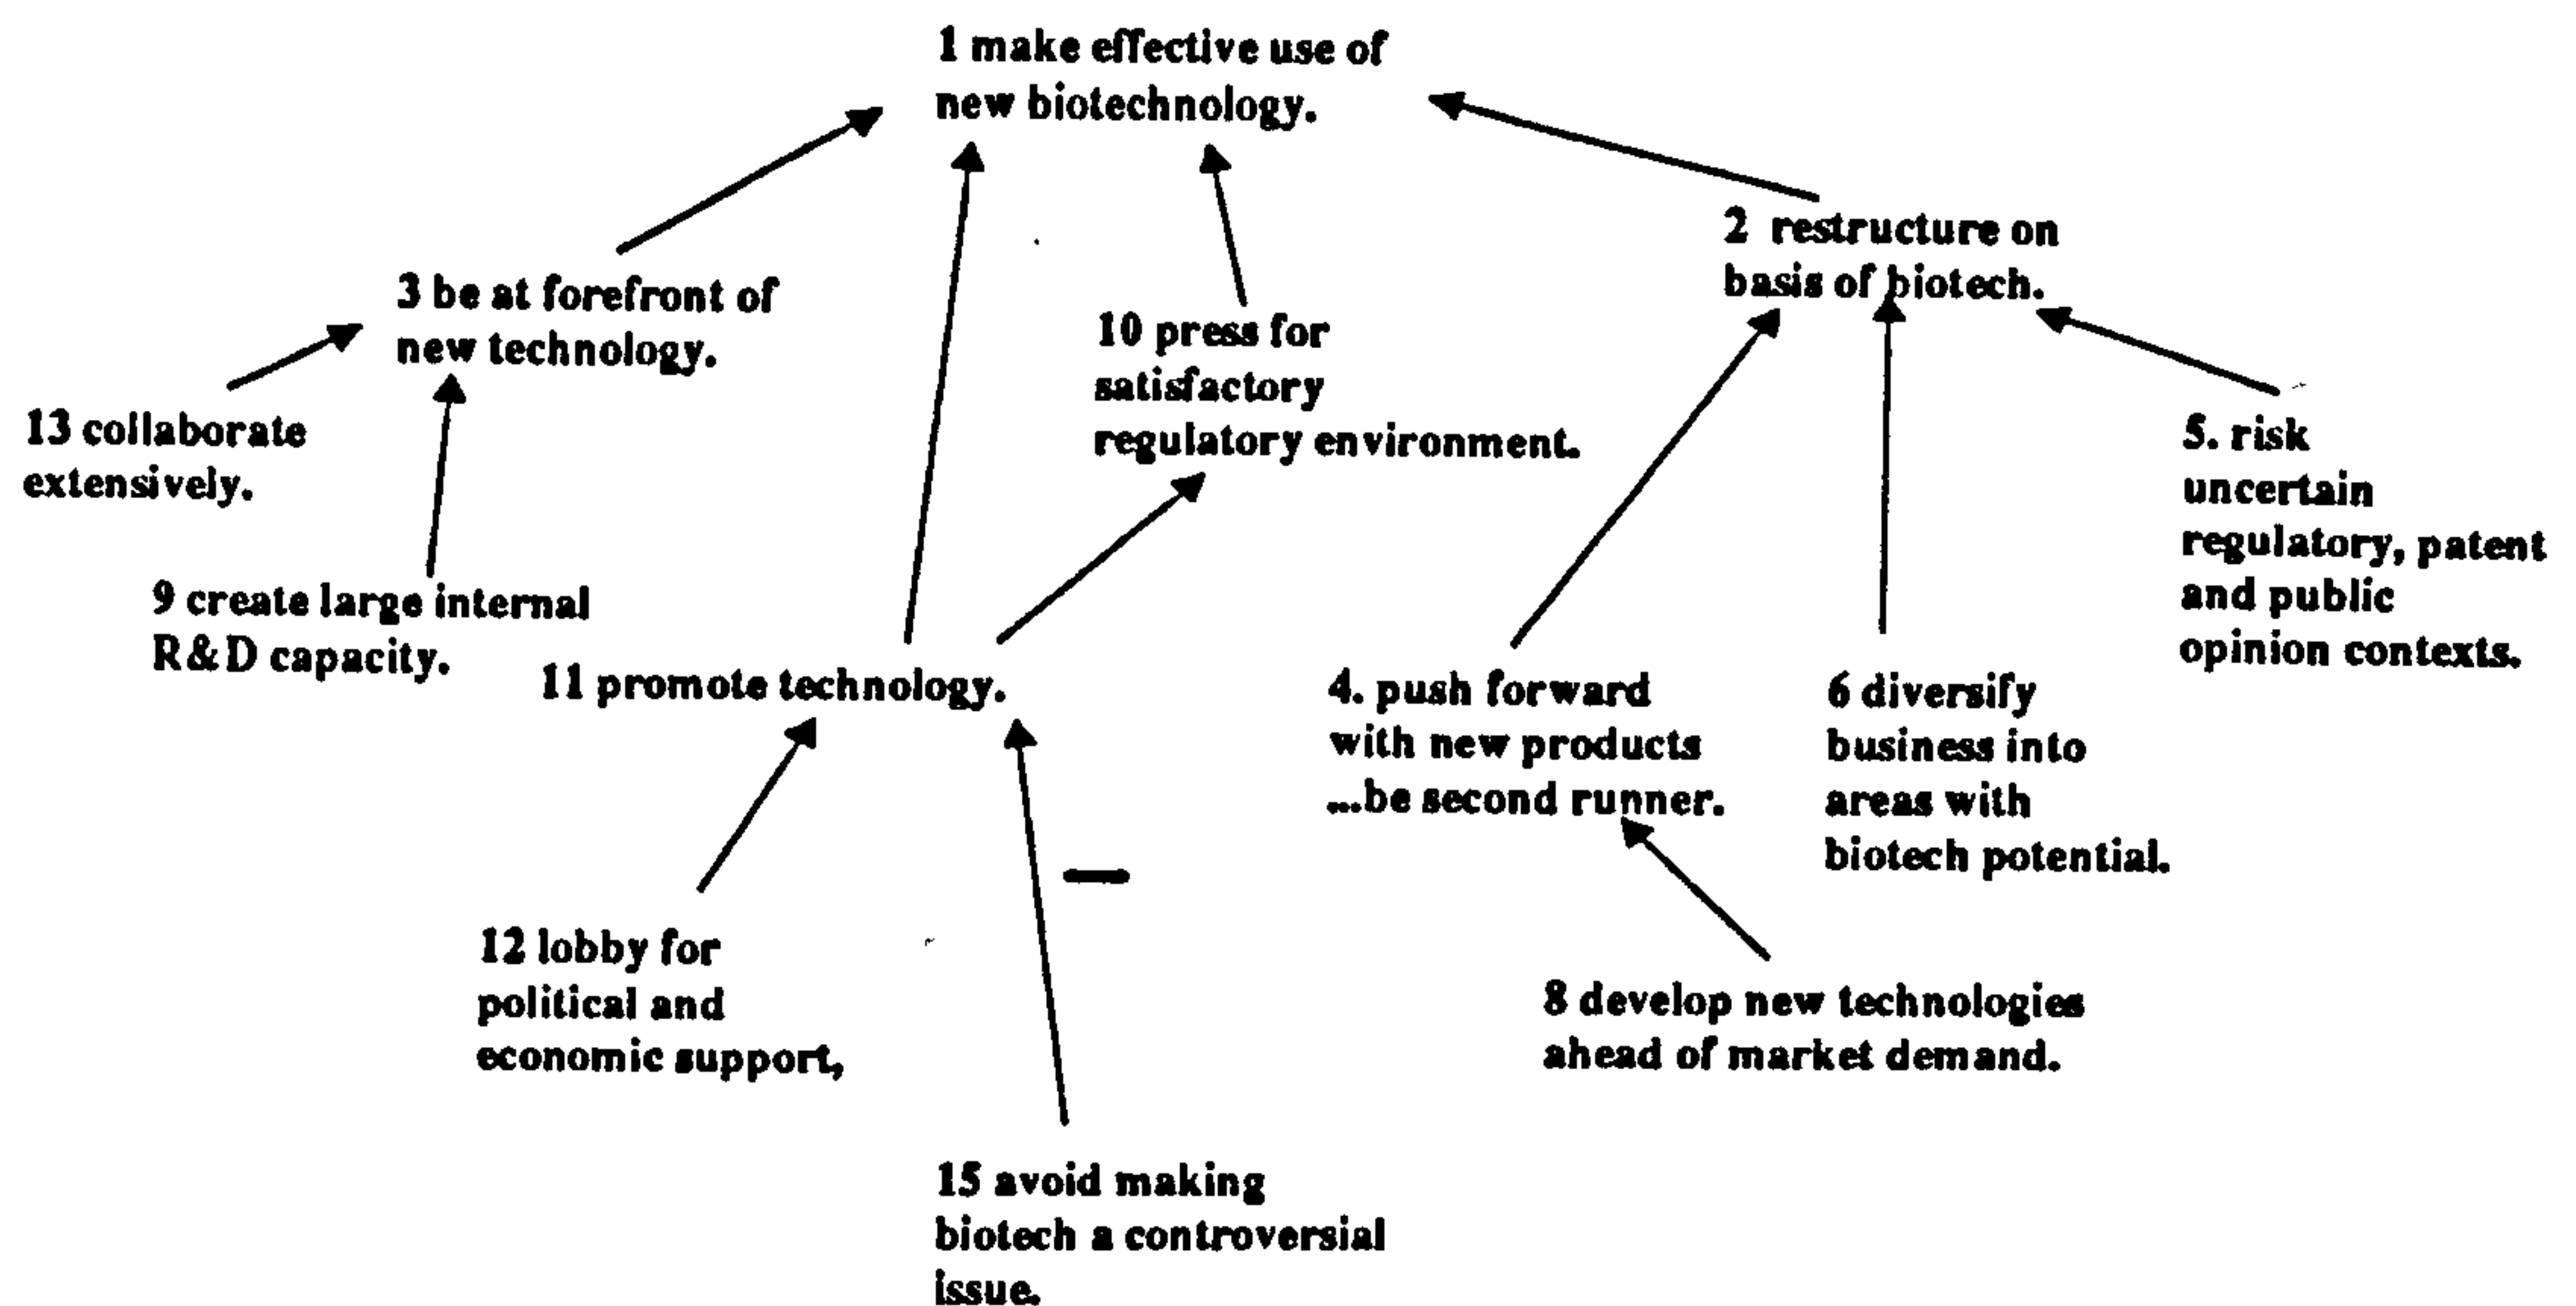 1 make effective use of
new biotechnology.
2 restructure on
basis of biotech.
3 be at forefront of
new technology.
10 press for
satisfactory
regulatory environment.
13 collaborate
extensively.
5. risk
uncertain
regulatory, patent
and public
opinion contexts.
9 create large internal
R&D capacity.
11 promote technology.
4. push forward
with new products
...be second runner.
6 diversify
business into
areas with
biotech potential.
12 lobby for
political and
economic support,
8 develop new technologies
ahead of market demand.
15 avoid making
biotech a controversial
issue.